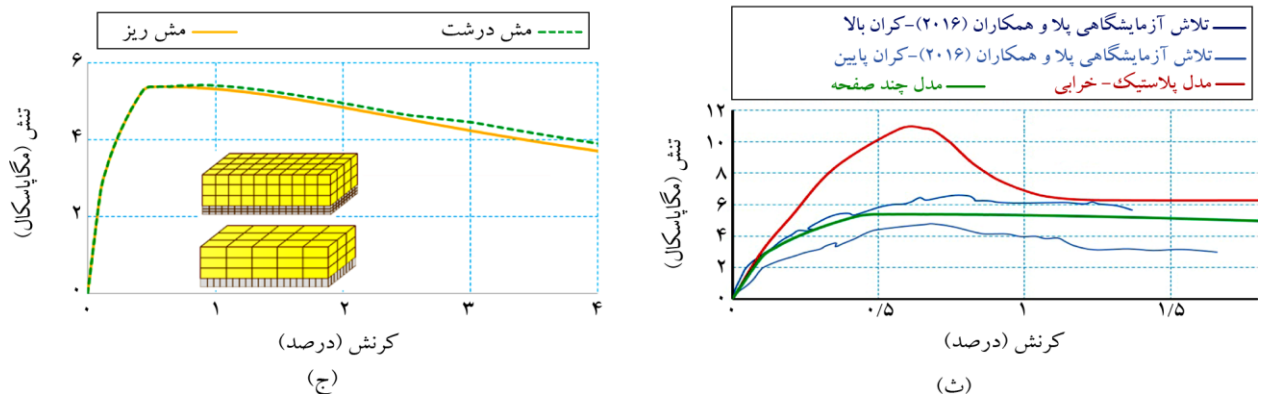 تلاش آزمایشگاهی پلا و همکاران (۲۰۱۶)-کران بالا
تلاش آزمایشگاهی پلا و همکاران (۲۰۱۶)-کران پایین
مدل پلاستیک- خرابی مدل چند صفحه
تنش (مگاپاسکال)
۱۲
۱۰
۸
۶
۴
۲
۰
۰ ۰/۵ ۱ ۱/۵
کرنش (درصد)
(ث)
مش درشت مش ریز
تنش (مگاپاسکال)
۶
۴
۲
۰
۰ ۱ ۲ ۳ ۴
کرنش (درصد)
(ج)